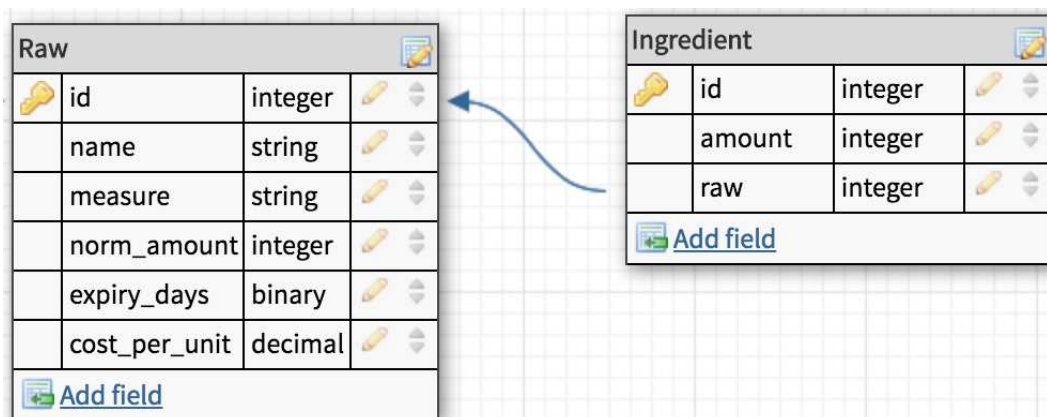 Raw
id integer
name string
measure string
norm_amount integer
expiry_days binary
cost_per_unit decimal
Add field
Ingredient
id integer
amount integer
raw integer
Add field